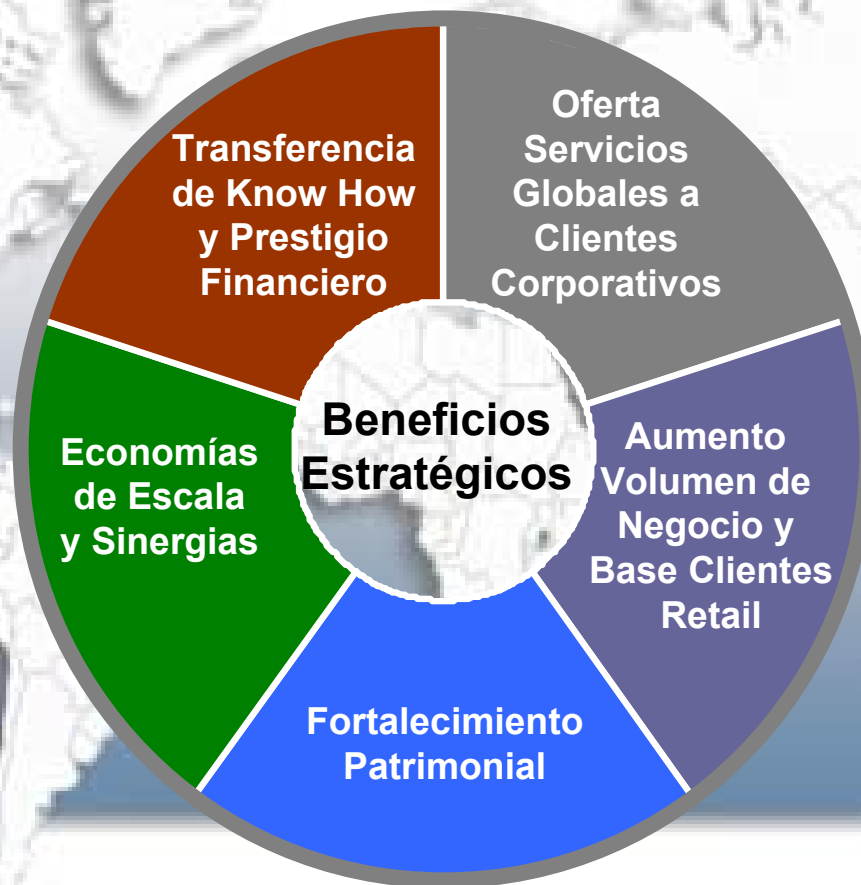 Transferencia
de Know How
y Prestigio
Financiero
Oferta
Servicios
Globales a
Clientes
Corporativos
Beneficios
Estratégicos
Economías
de Escala
y Sinergias
Aumento
Volumen de
Negocio y
Base Clientes
Retail
Fortalecimiento
Patrimonial